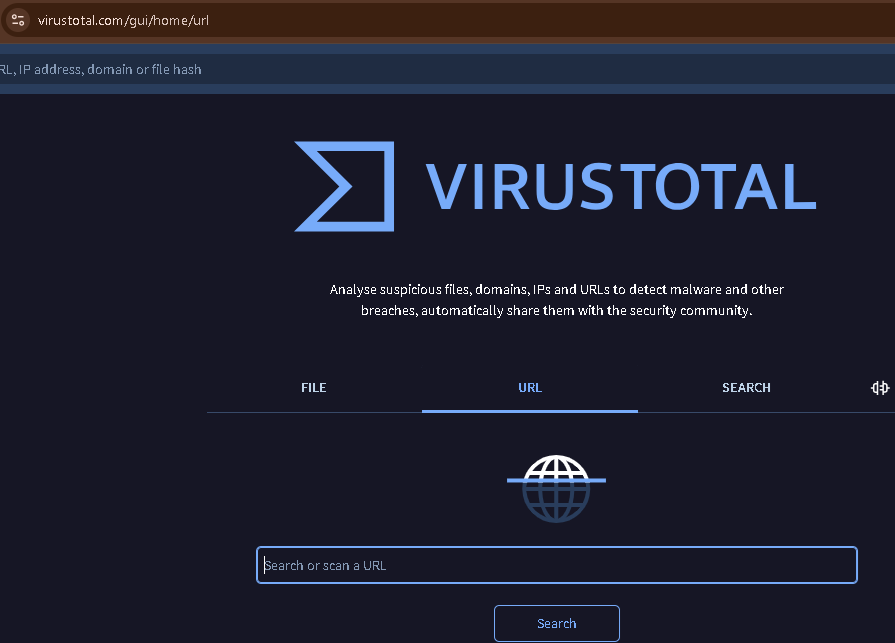 virustotal.com/gui/home/url
RL, IP address, domain or file hash
VIRUSTOTAL
Analyse suspicious files, domains, IPs and URLs to detect malware and other
breaches, automatically share them with the security community.
FILE URL SEARCH
Search or scan a URL
Search